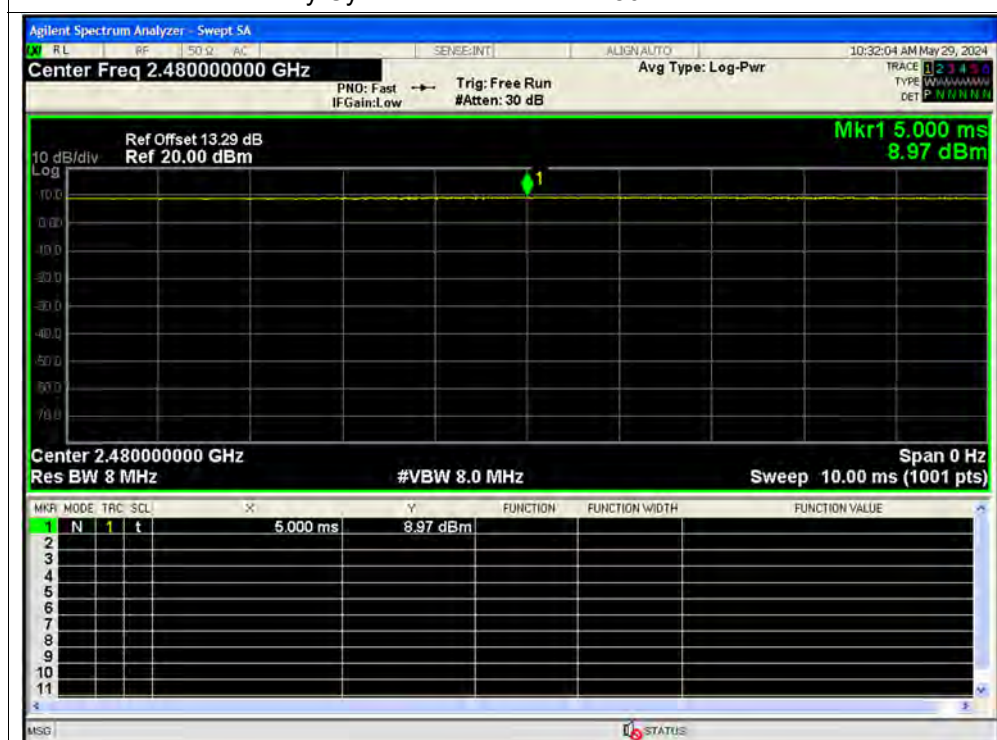 Agilent Spectrum Analyzer - Swept SA
RL RF 50 Ω AC SENSE:INT ALIGN AUTO 10:32:04 AM May 29, 2024
Center Freq 2.480000000 GHz Avg Type: Log-Pwr TRACE 1 2 3 4 5 6
PNO: Fast Trig: Free Run TYPE
IFGain:Low #Atten: 30 dB DET P N N N N N
Mkr1 5.000 ms
Ref Offset 13.29 dB
10 dB/div Ref 20.00 dBm 8.97 dBm
Log
1
10.0
0.00
-10.0
-20.0
-30.0
-40.0
-50.0
-60.0
-70.0
Center 2.480000000 GHz Span 0 Hz
Res BW 8 MHz #VBW 8.0 MHz Sweep 10.00 ms (1001 pts)
MKR MODE TRC SCL X Y FUNCTION FUNCTION WIDTH FUNCTION VALUE
1 N 1 t 5.000 ms 8.97 dBm
2
3
4
5
6
7
8
9
10
11
MSG STATUS